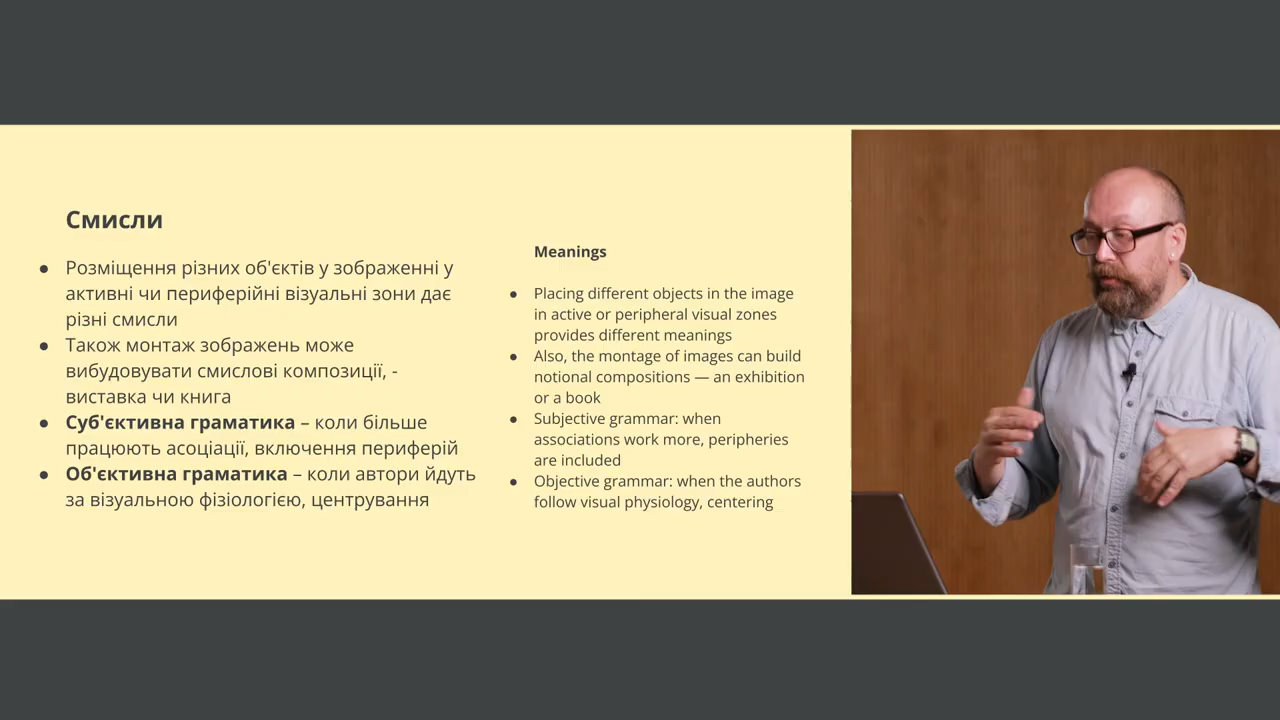 Смисли
● Розміщення різних об'єктів у зображенні у
активні чи периферійні візуальні зони дає
різні смисли
● Також монтаж зображень може
вибудовувати смислові композиції, -
виставка чи книга
● Суб'єктивна граматика – коли більше
працюють асоціації, включення периферій
● Об'єктивна граматика – коли автори йдуть
за візуальною фізіологією, центрування
Meanings
● Placing different objects in the image
in active or peripheral visual zones
provides different meanings
● Also, the montage of images can build
notional compositions — an exhibition
or a book
● Subjective grammar: when
associations work more, peripheries
are included
● Objective grammar: when the authors
follow visual physiology, centering